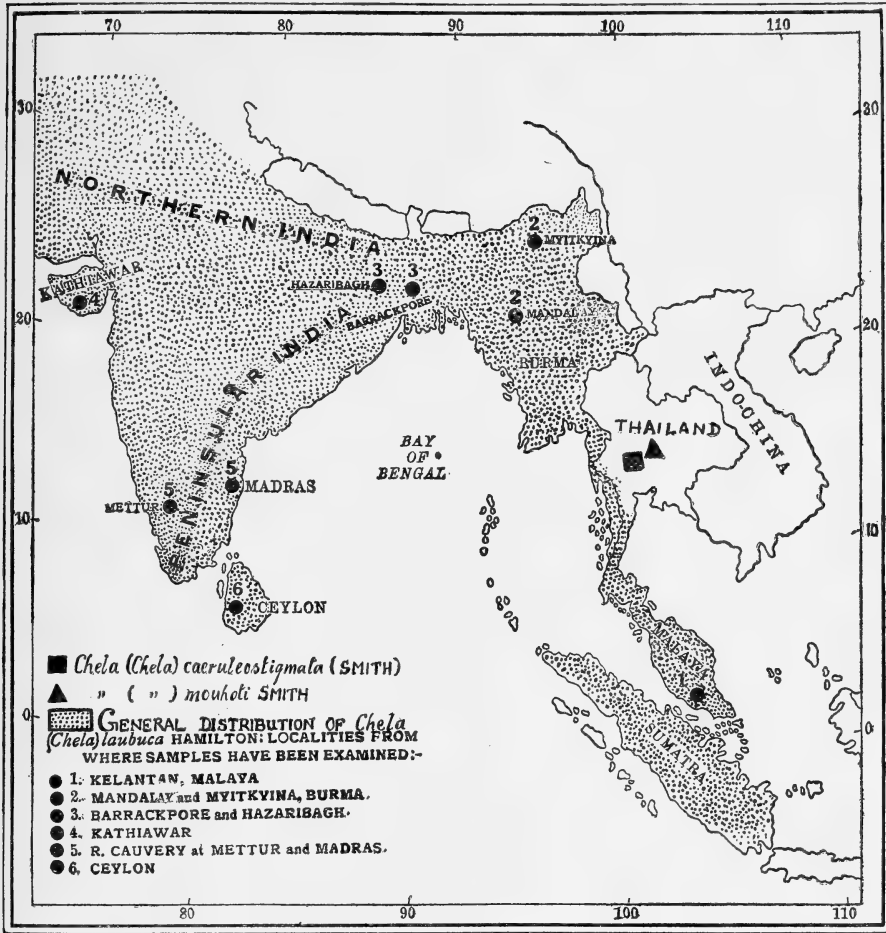 70 80 90 100 110
30 30
NORTHERN INDIA
2
MYITKYINA
KATHIAWAR
4
HAZARIBAGH
3 3
BARRACKPORE
2
MANDALAY
20 20
BURMA
PENINSULAR INDIA
INDO-CHINA
THAILAND
BAY
OF
BENGAL
5
MADRAS
5
METTUR
10 10
6
CEYLON
MALAYA
1
SUMATRA
0 0
Chela (Chela) caeruleostigmata (SMITH)
" ( " ) mouhoti SMITH
GENERAL DISTRIBUTION OF Chela
(Chela) laubuca HAMILTON: LOCALITIES FROM
WHERE SAMPLES HAVE BEEN EXAMINED:-
1. KELANTAN, MALAYA
2. MANDALAY and MYITKYINA, BURMA.
3. BARRACKPORE and HAZARIBAGH.
4. KATHIAWAR
5. R. CAUVERY at METTUR and MADRAS.
6. CEYLON
80 90 100 110